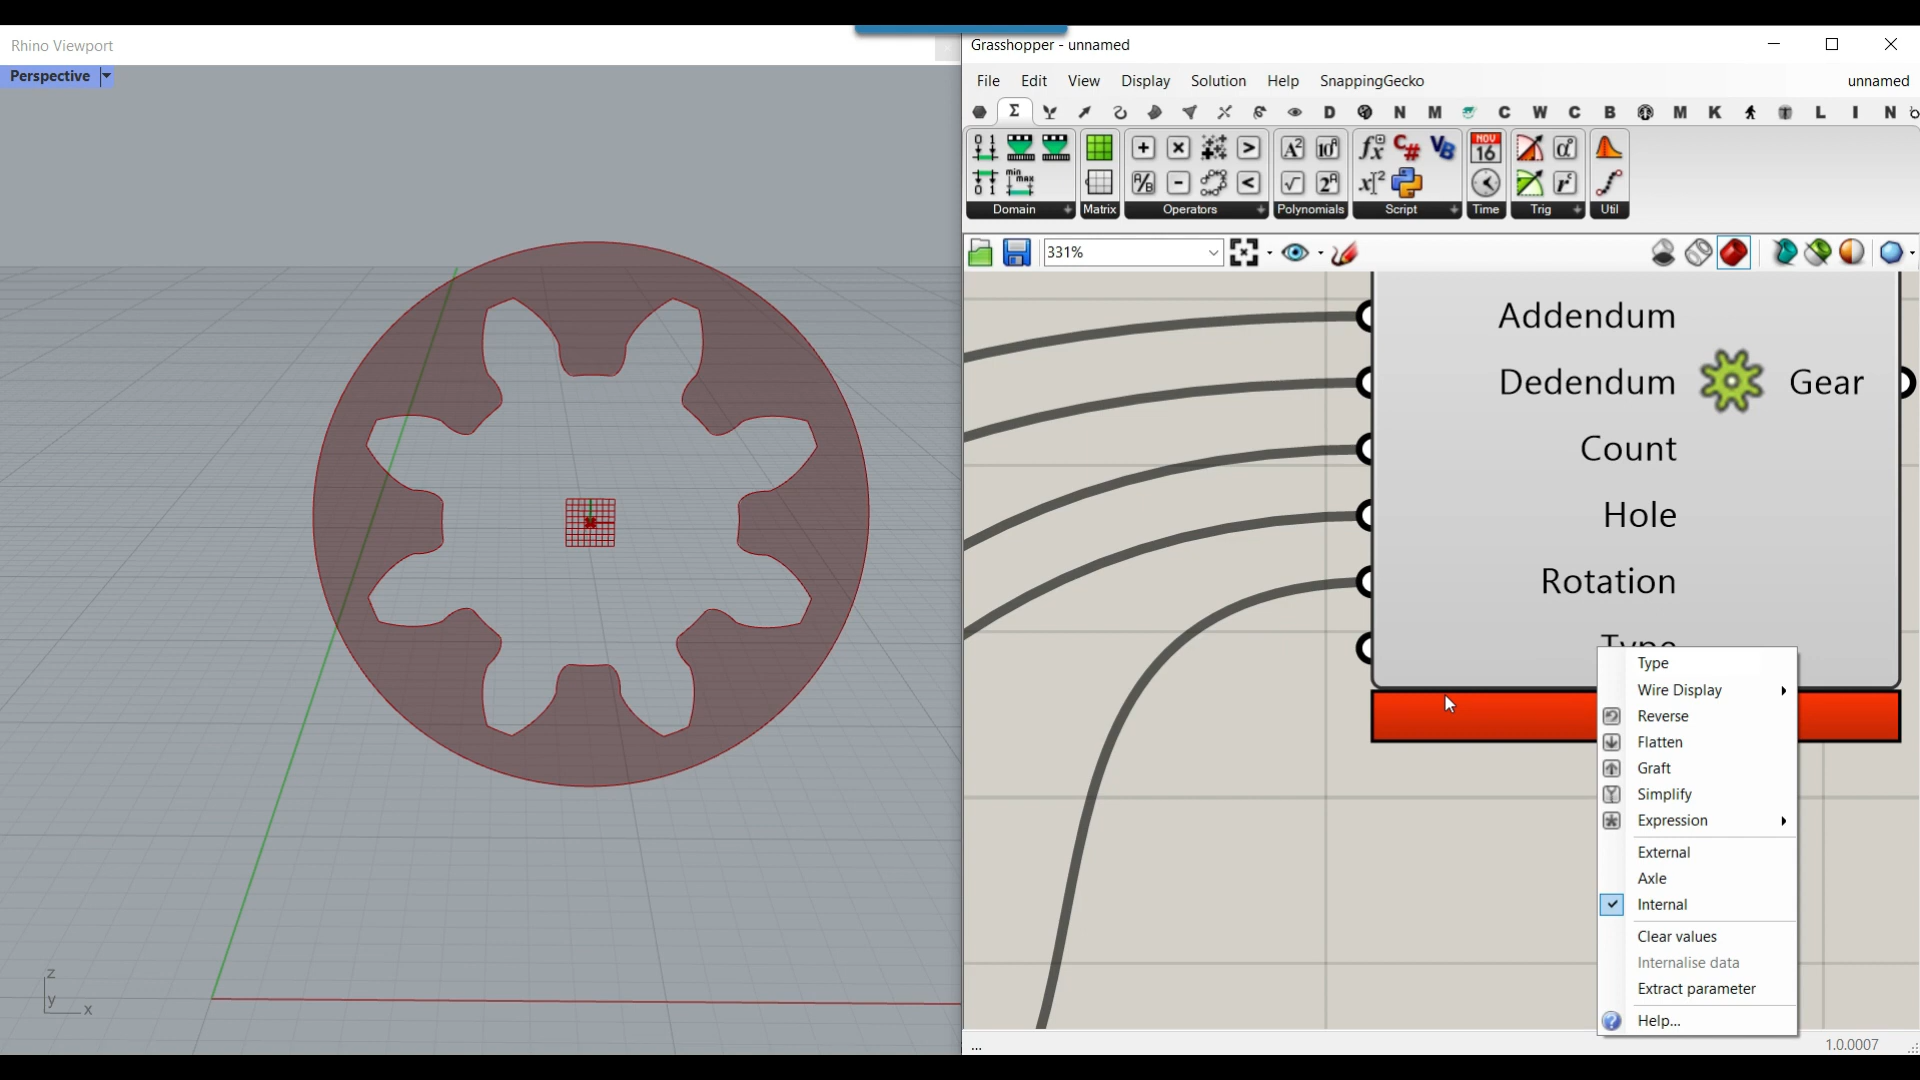 Rhino Viewport
Perspective
z
y
x
Grasshopper - unnamed
File Edit View Display Solution Help SnappingGecko unnamed
Σ D N M C W C B M K L I N
Domain Matrix Operators Polynomials Script Time Trig Util
331%
Addendum
Dedendum Gear
Count
Hole
Rotation
Type
Type
Wire Display
Reverse
Flatten
Graft
Simplify
Expression
External
Axle
Internal
Clear values
Internalise data
Extract parameter
Help...
...
1.0.0007